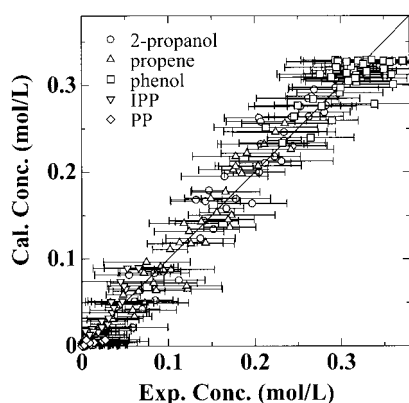 2-propanol
propene
phenol
IPP
PP
0.3
0.2
0.1
0
Cal. Conc. (mol/L)
0 0.1 0.2 0.3
Exp. Conc. (mol/L)